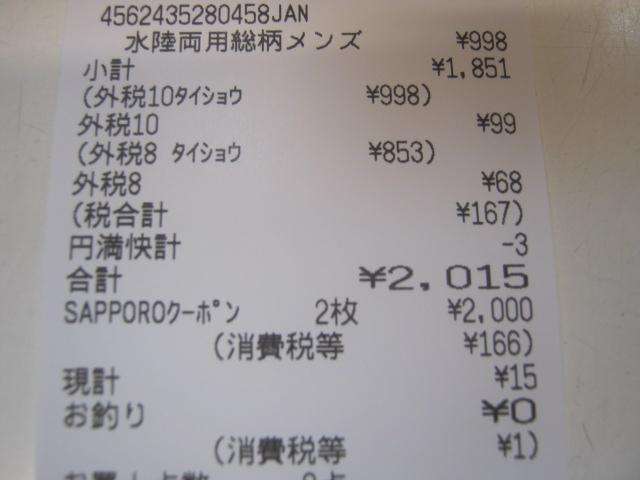 4562435280458JAN
水陸両用総柄メンズ ¥998
小計 ¥1,851
(外税10タイショウ ¥998)
外税10 ¥99
(外税8 タイショウ ¥853)
外税8 ¥68
(税合計 ¥167)
円満快計 -3
合計 ¥2,015
SAPPOROクーポン 2枚 ¥2,000
(消費税等 ¥166)
現計 ¥15
お釣り ¥0
(消費税等 ¥1)